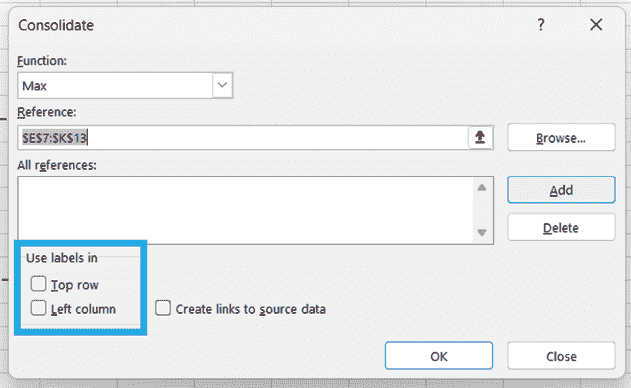 Consolidate
?
Function:
Max
Reference:
$E$7:$K$13
Browse...
All references:
Add
Delete
Use labels in
Top row
Left column
Create links to source data
OK
Close